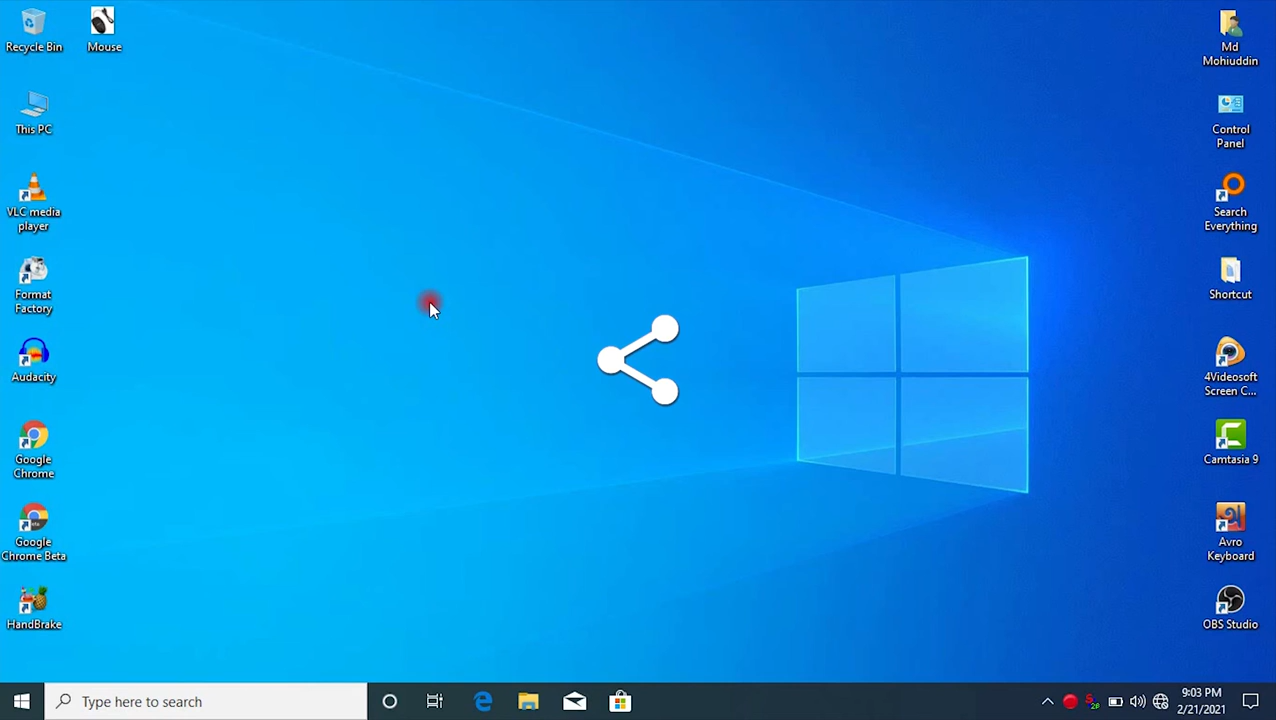 Recycle Bin
Mouse
This PC
VLC media
player
Format
Factory
Audacity
Google
Chrome
Google
Chrome Beta
HandBrake
Md
Mohiuddin
Control
Panel
Search
Everything
Shortcut
4Videosoft
Screen C...
Camtasia 9
Avro
Keyboard
OBS Studio
Type here to search
9:03 PM
2/21/2021